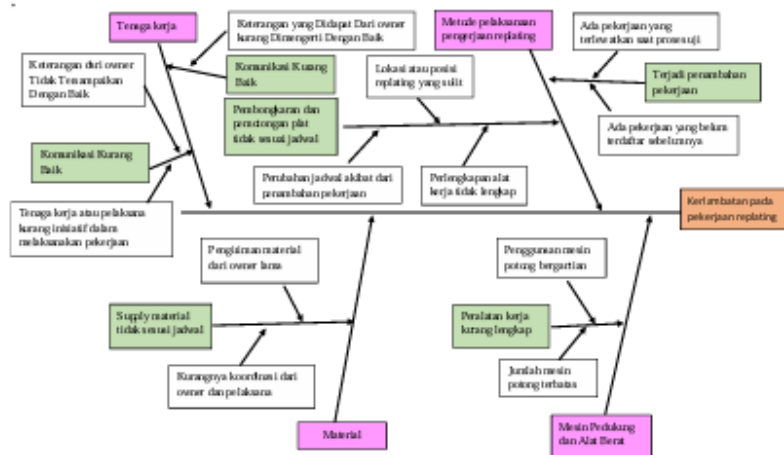 Tenaga kerja
Keterangan yang Didapat Dari owner
kurang Dimengerti Dengan Baik
Metode pelaksanaan
pengerjaan replating
Ada pekerjaan yang
terlewatkan saat proses uji
Keterangan dari owner
Tidak Tersampaikan
Dengan Baik
Komunikasi Kurang
Baik
Lokasi atau posisi
replating yang sulit
Terjadi penambahan
pekerjaan
Pembongkaran dan
pemotongan plat
tidak sesuai jadwal
Ada pekerjaan yang belum
terdaftar sebelumnya
Komunikasi Kurang
Baik
Perubahan jadwal akibat dari
penambahan pekerjaan
Perlengkapan alat
kerja tidak lengkap
Tenaga kerja atau pelaksana
kurang inisiatif dalam
melaksanakan pekerjaan
Kerlambatan pada
pekerjaan replating
Pengiriman material
dari owner lama
Penggunaan mesin
potong bergantian
Supply material
tidak sesuai jadwal
Peralatan kerja
kurang lengkap
Kurangnya koordinasi dari
owner dan pelaksana
Jumlah mesin
potong terbatas
Material
Mesin Pedukung
dan Alat Berat